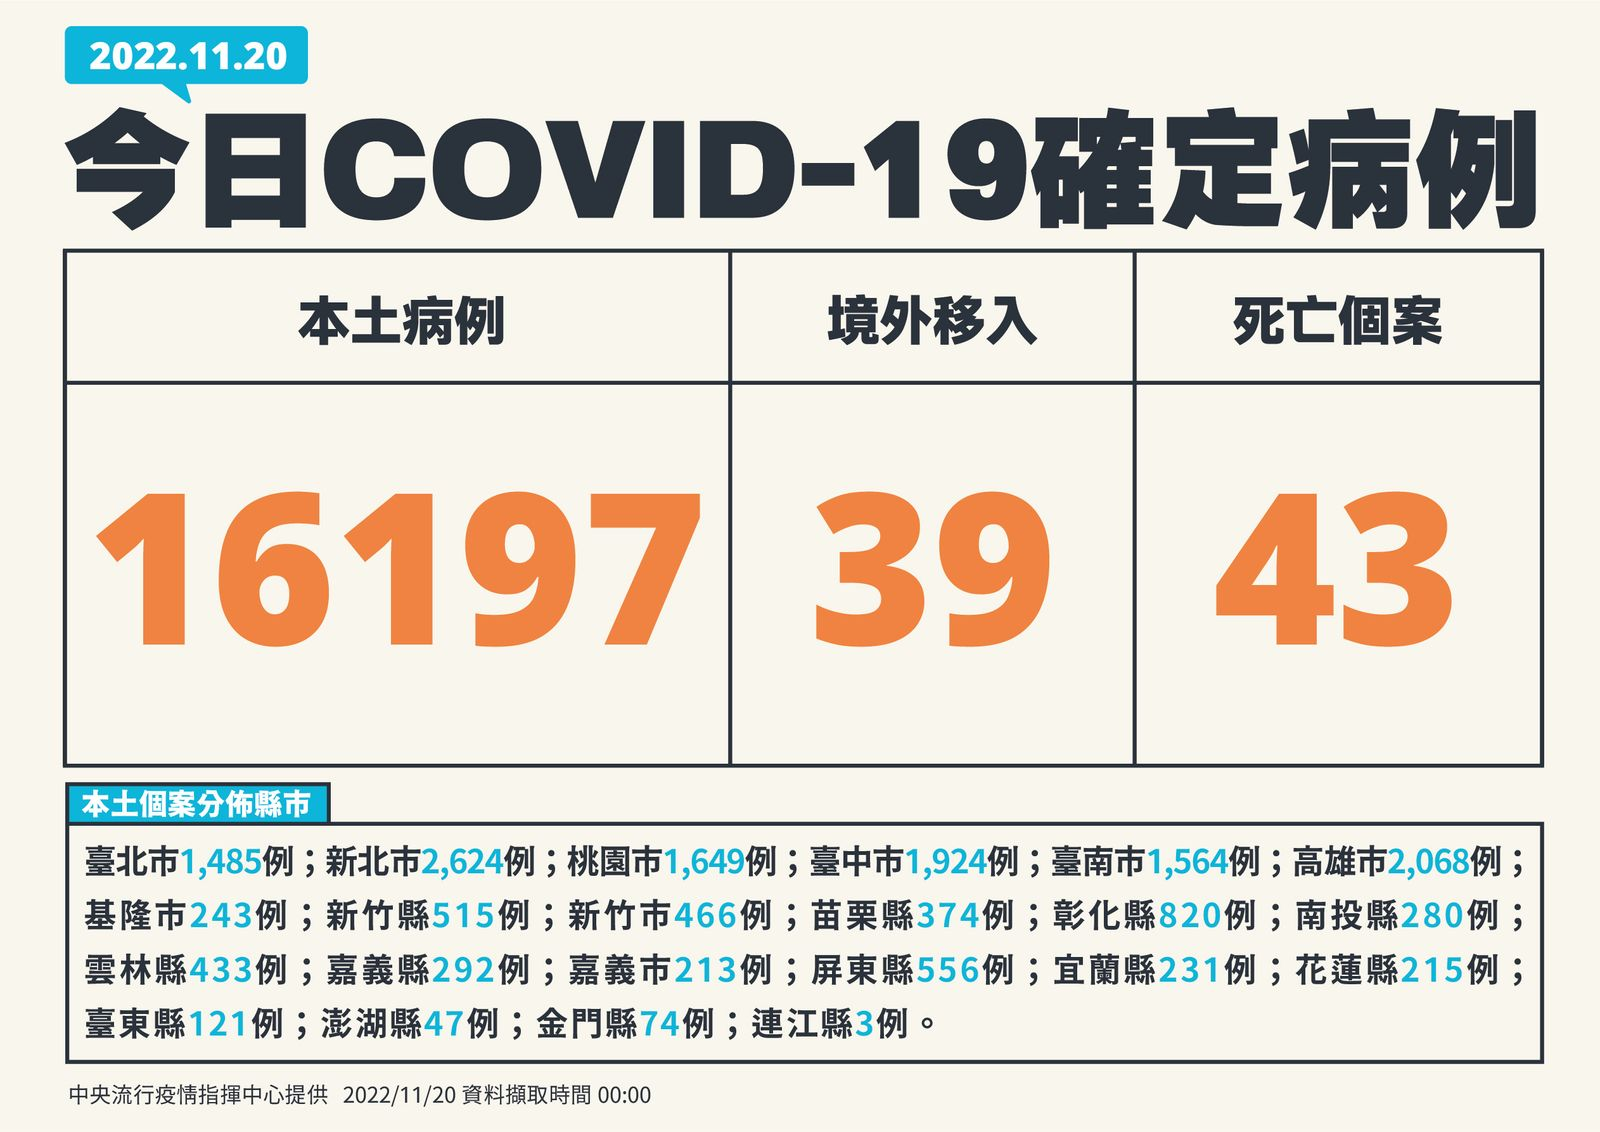 2022.11.20
今日COVID-19確定病例
本土病例
境外移入
死亡個案
16197
39
43
本土個案分佈縣市
臺北市1,485例；新北市2,624例；桃園市1,649例；臺中市1,924例；臺南市1,564例；高雄市2,068例；
基隆市243例；新竹縣515例；新竹市466例；苗栗縣374例；彰化縣820例；南投縣280例；
雲林縣433例；嘉義縣292例；嘉義市213例；屏東縣556例；宜蘭縣231例；花蓮縣215例；
臺東縣121例；澎湖縣47例；金門縣74例；連江縣3例。
中央流行疫情指揮中心提供 2022/11/20 資料擷取時間 00:00